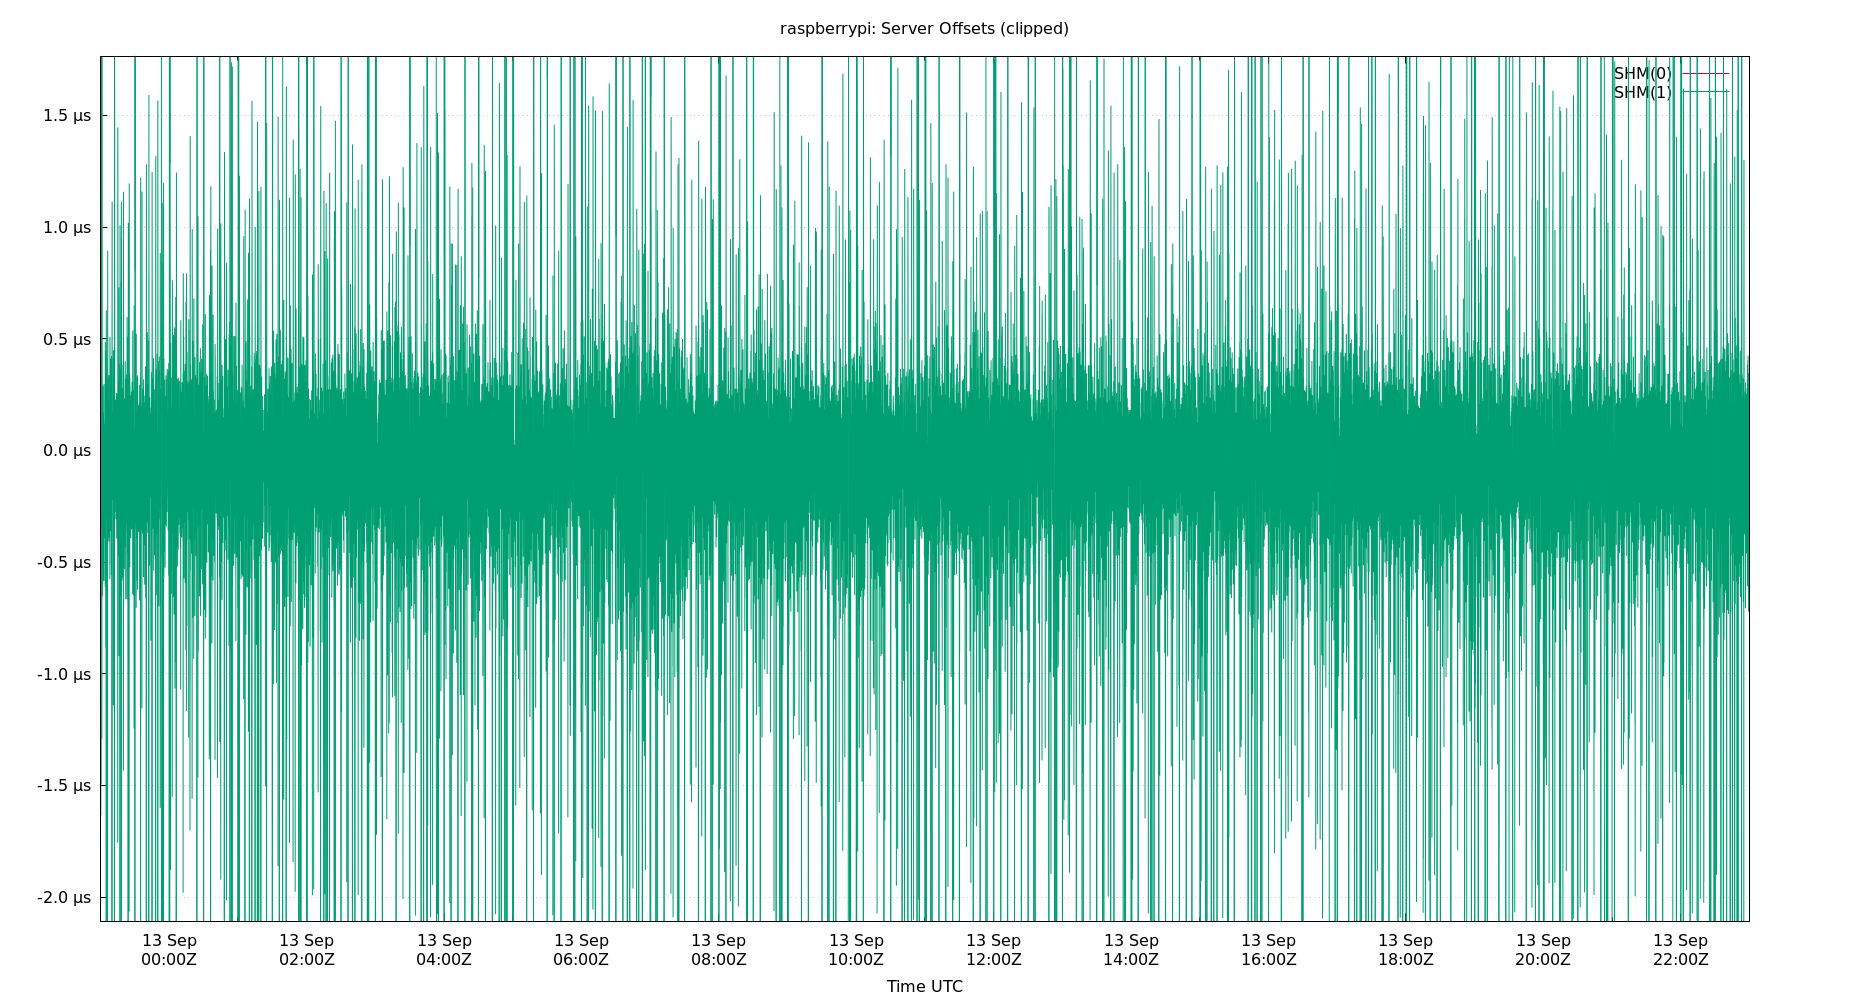 raspberrypi: Server Offsets (clipped)
SHM(0)
SHM(1)
1.5 µs
1.0 µs
0.5 µs
0.0 µs
-0.5 µs
-1.0 µs
-1.5 µs
-2.0 µs
13 Sep 13 Sep 13 Sep 13 Sep 13 Sep 13 Sep 13 Sep 13 Sep 13 Sep 13 Sep 13 Sep 13 Sep
00:00Z 02:00Z 04:00Z 06:00Z 08:00Z 10:00Z 12:00Z 14:00Z 16:00Z 18:00Z 20:00Z 22:00Z
Time UTC